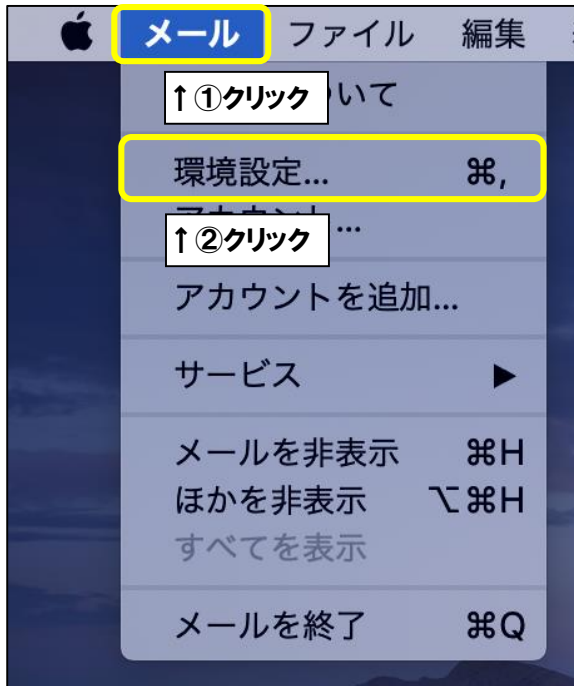 メール ファイル 編集
↑①クリック いて
環境設定... ⌘,
↑②クリック ...
アカウントを追加...
サービス ▶
メールを非表示 ⌘H
ほかを非表示 ⌥⌘H
すべてを表示
メールを終了 ⌘Q